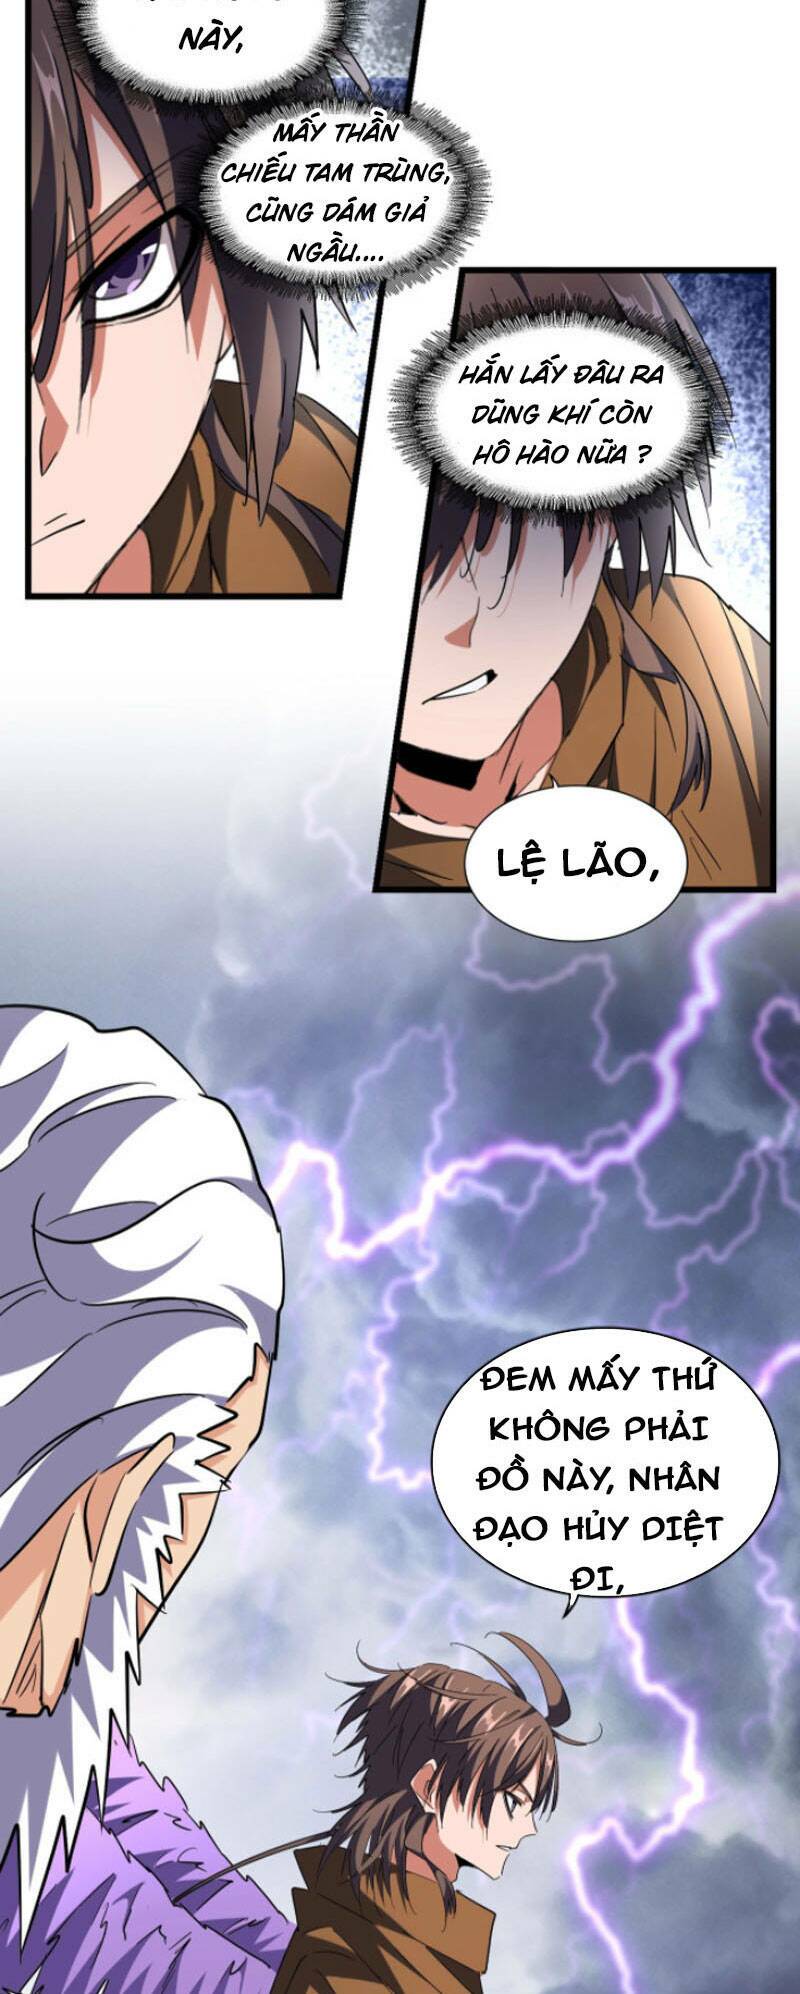 NÀY,
MẤY THẦN
CHIẾU TAM TRÙNG,
CŨNG DÁM GIẢ
NGẦU....
HẮN LẤY ĐÂU RA
DŨNG KHÍ CÒN
HÔ HÀO NỮA ?
LỆ LÃO,
ĐEM MẤY THỨ
KHÔNG PHẢI
ĐỒ NÀY, NHÂN
ĐẠO HỦY DIỆT
ĐI,